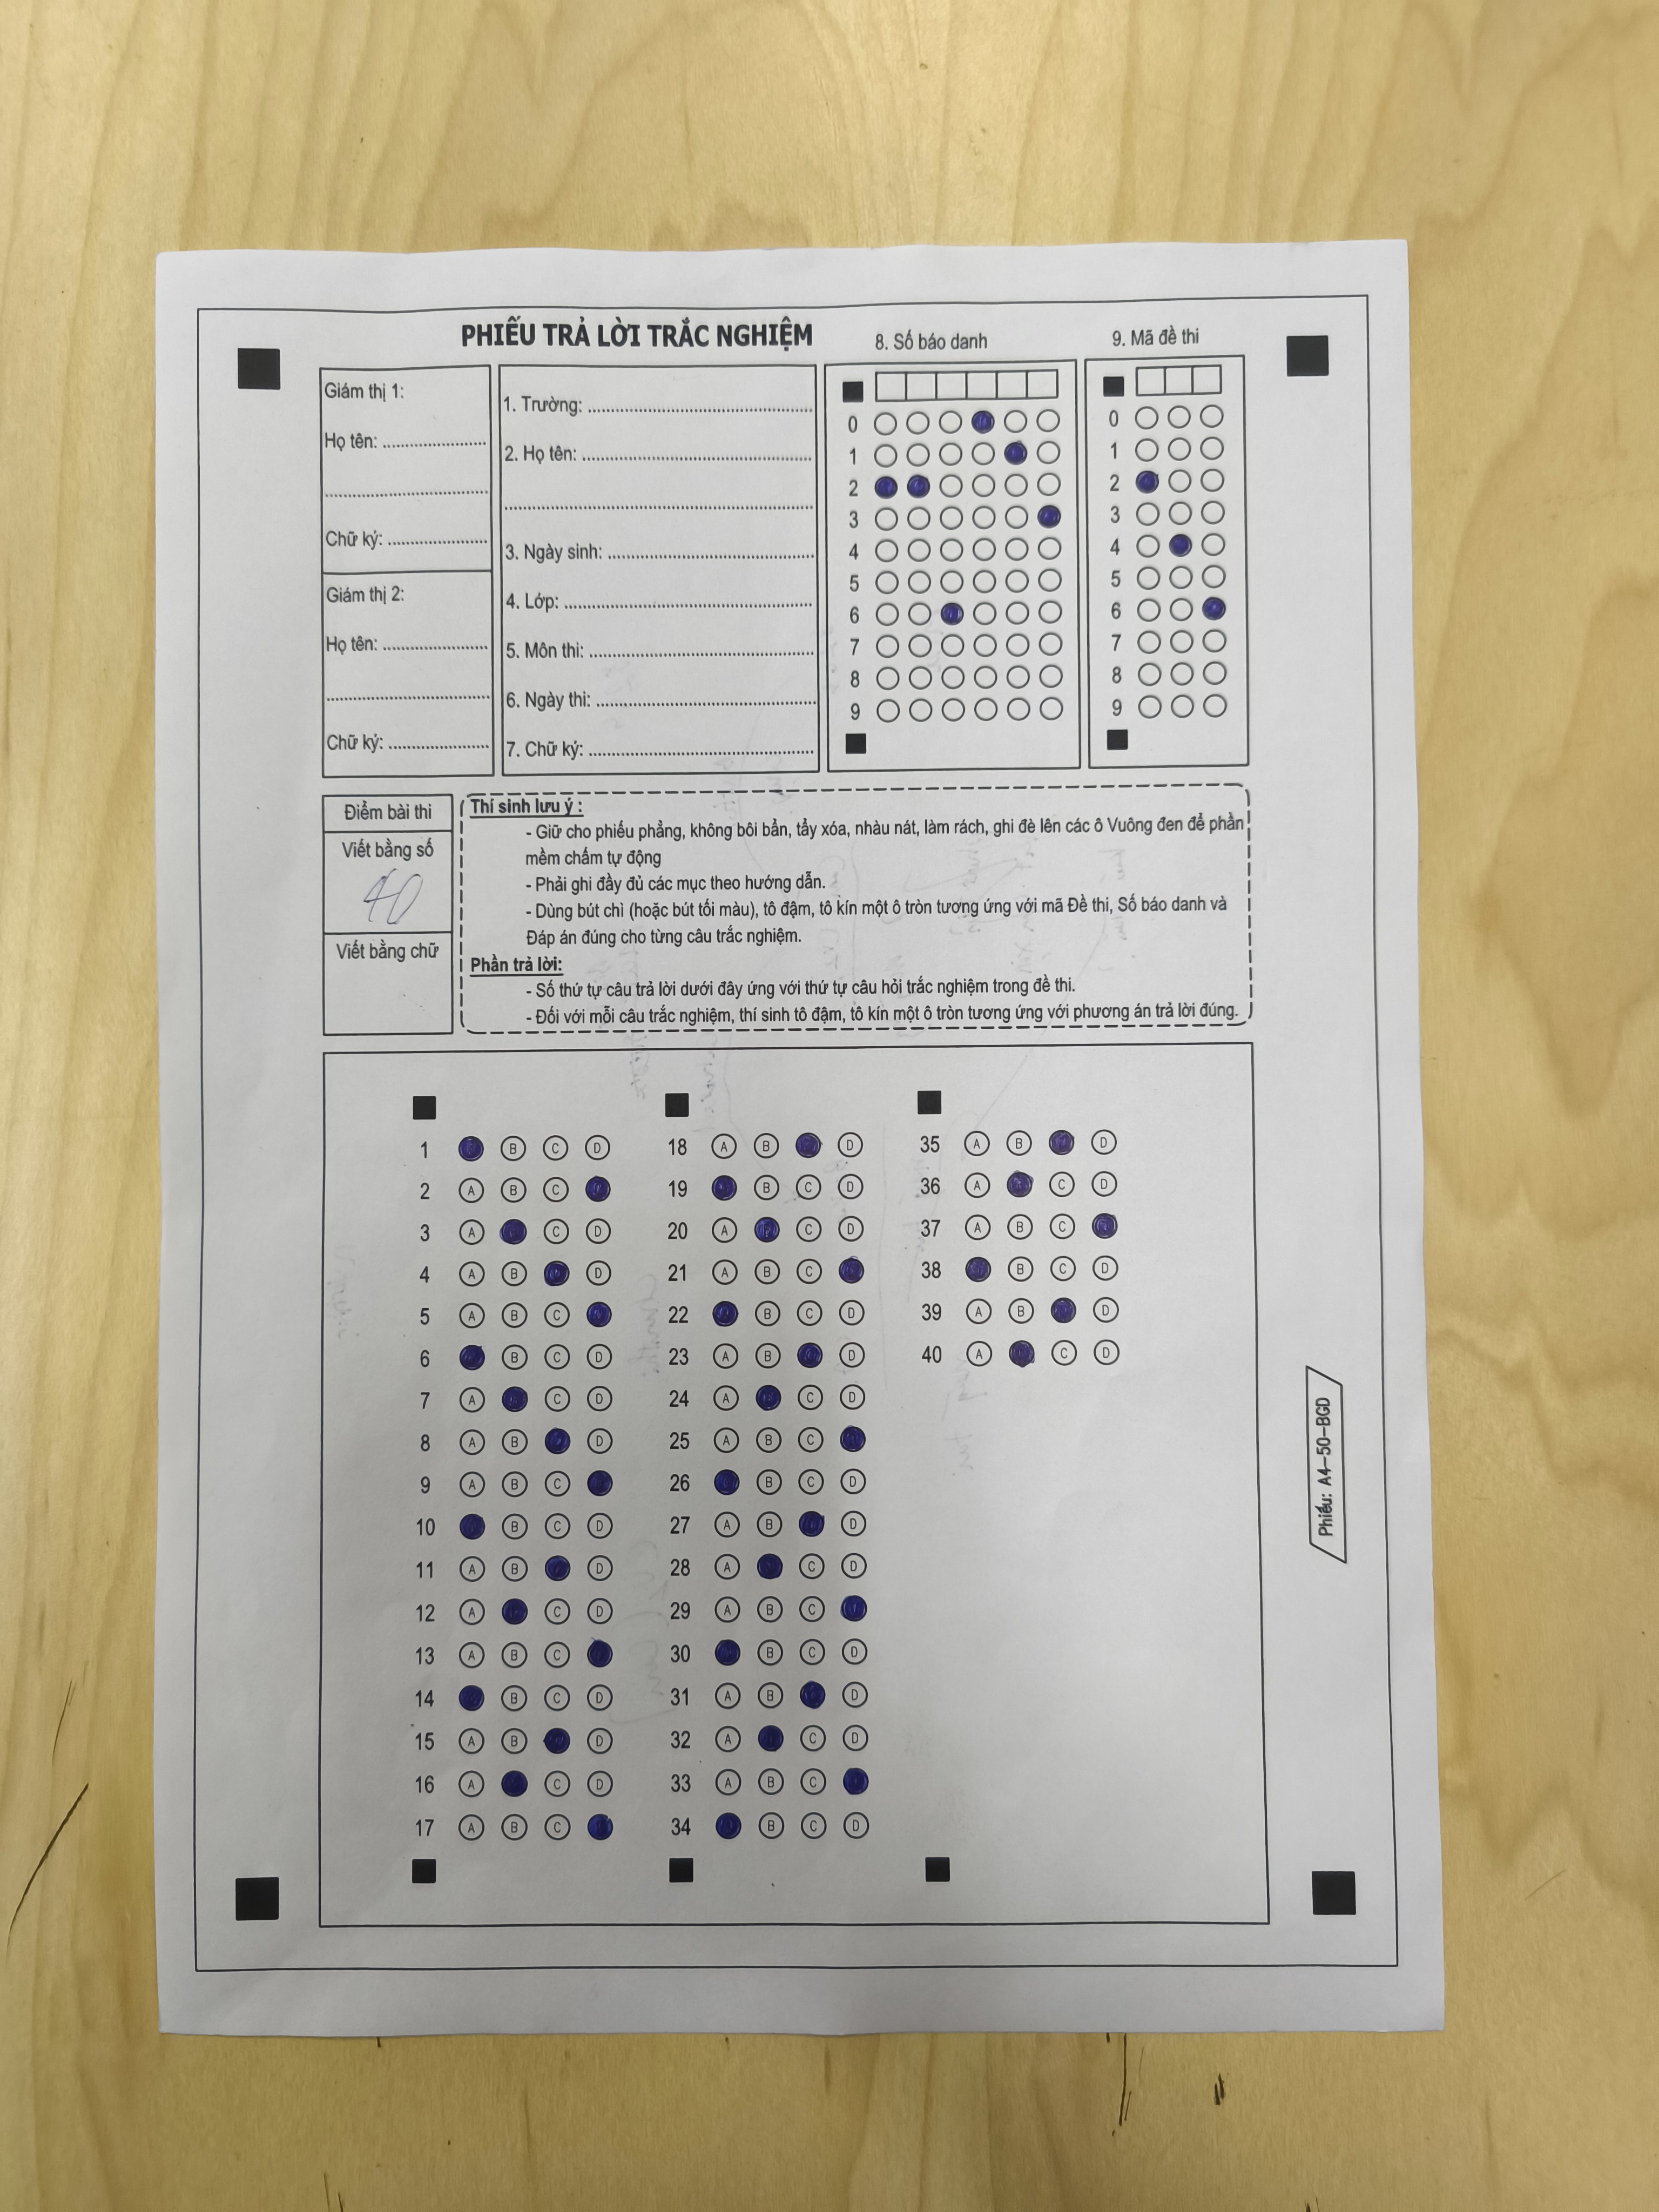 PHIẾU TRẢ LỜI TRẮC NGHIỆM
8. Số báo danh
9. Mã đề thi
Giám thị 1:
Họ tên: ......................
...................................
Chữ ký: .....................
Giám thị 2:
Họ tên: ......................
...................................
Chữ ký: .....................
1. Trường: ..............................................
2. Họ tên: ...............................................
................................................................
3. Ngày sinh: ..........................................
4. Lớp: ...................................................
5. Môn thi: ..............................................
6. Ngày thi: .............................................
7. Chữ ký: ..............................................
0
1
2
3
4
5
6
7
8
9
0
1
2
3
4
5
6
7
8
9
Điểm bài thi
Viết bằng số
40
Viết bằng chữ
Thí sinh lưu ý :
- Giữ cho phiếu phẳng, không bôi bẩn, tẩy xóa, nhàu nát, làm rách, ghi đè lên các ô Vuông đen để phần
mềm chấm tự động
- Phải ghi đầy đủ các mục theo hướng dẫn.
- Dùng bút chì (hoặc bút tối màu), tô đậm, tô kín một ô tròn tương ứng với mã Đề thi, Số báo danh và
Đáp án đúng cho từng câu trắc nghiệm.
Phần trả lời:
- Số thứ tự câu trả lời dưới đây ứng với thứ tự câu hỏi trắc nghiệm trong đề thi.
- Đối với mỗi câu trắc nghiệm, thí sinh tô đậm, tô kín một ô tròn tương ứng với phương án trả lời đúng.
1 B C D
2 A B C
3 A C D
4 A B D
5 A B C
6 B C D
7 A C D
8 A B D
9 A B C
10 B C D
11 A B D
12 A C D
13 A B C
14 B C D
15 A B D
16 A C D
17 A B C
18 A B D
19 B C D
20 A C D
21 A B C
22 B C D
23 A B D
24 A C D
25 A B C
26 B C D
27 A B D
28 A C D
29 A B C
30 B C D
31 A B D
32 A C D
33 A B C
34 B C D
35 A B D
36 A C D
37 A B C
38 B C D
39 A B D
40 A C D
Phiếu: A4-50-BGD